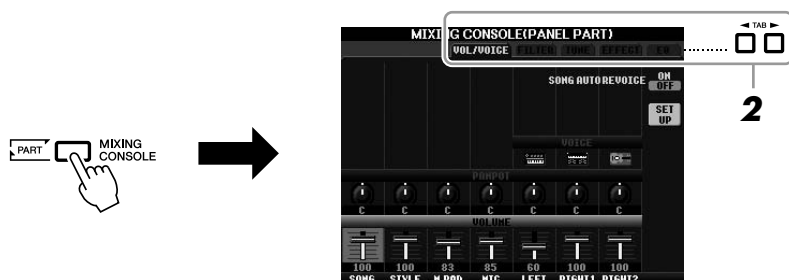 ◄ TAB ►
MIXING CONSOLE(PANEL PART)
VOL/VOICE FILTER TUNE EFFECT EQ
SONG AUTO REVOICE ON
OFF
SET
UP
2
PART
MIXING
CONSOLE
VOICE
PANPOT
C C C C C C C
VOLUME
100 100 83 85 60 100 100
SONG STYLE M.PAD MIC LEFT RIGHT1 RIGHT2